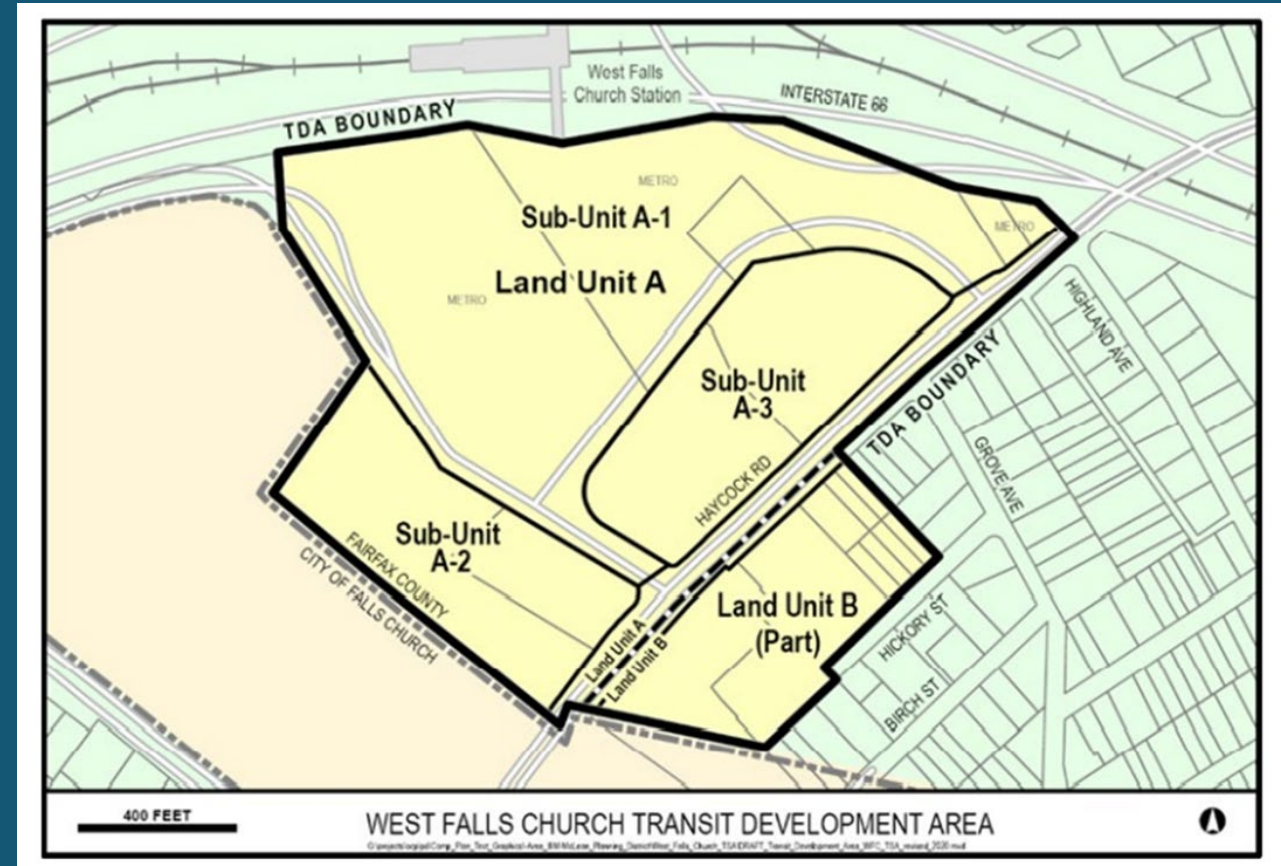 West Falls
Church Station
INTERSTATE 66
TDA BOUNDARY
METRO
Sub-Unit A-1
METRO
Land Unit A
METRO
HIGHLAND AVE
Sub-Unit
A-3
TDA BOUNDARY
GROVE AVE
HAYCOCK RD
Sub-Unit
A-2
FAIRFAX COUNTY
CITY OF FALLS CHURCH
Land Unit B
(Part)
Land Unit A
Land Unit B
HICKORY ST
BIRCH ST
400 FEET
WEST FALLS CHURCH TRANSIT DEVELOPMENT AREA